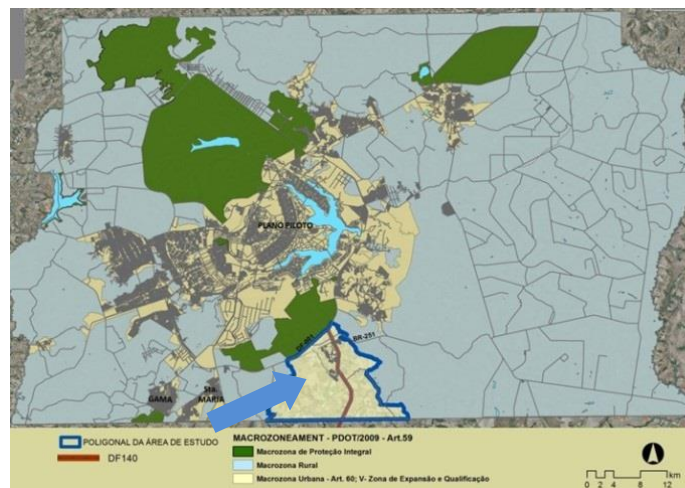 PLANO PILOTO
DF-001
BR-251
GAMA
STA
MARIA
POLIGONAL DA ÁREA DE ESTUDO
DF140
MACROZONEAMENT - PDOT/2009 - Art.59
Macrozona de Proteção Integral
Macrozona Rural
Macrozona Urbana - Art. 60; V- Zona de Expansão e Qualificação
km
0 2 4 8 12